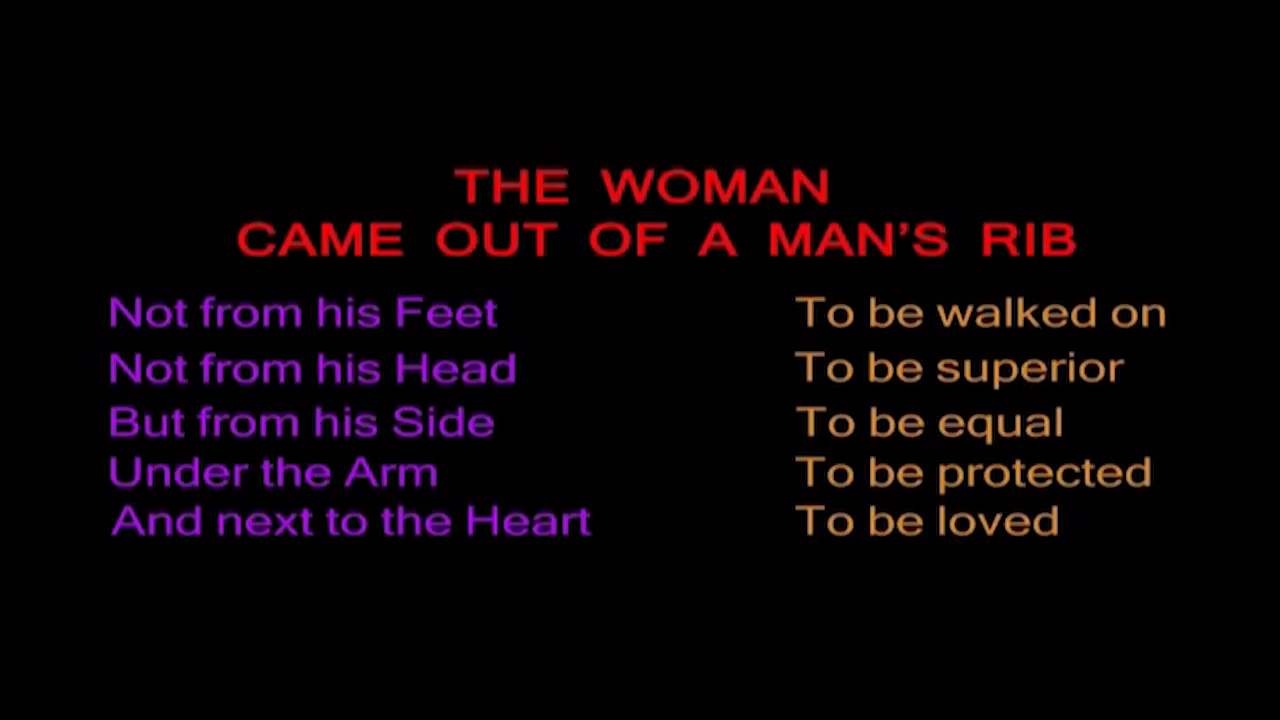 THE WOMAN
CAME OUT OF A MAN'S RIB
Not from his Feet To be walked on
Not from his Head To be superior
But from his Side To be equal
Under the Arm To be protected
And next to the Heart To be loved